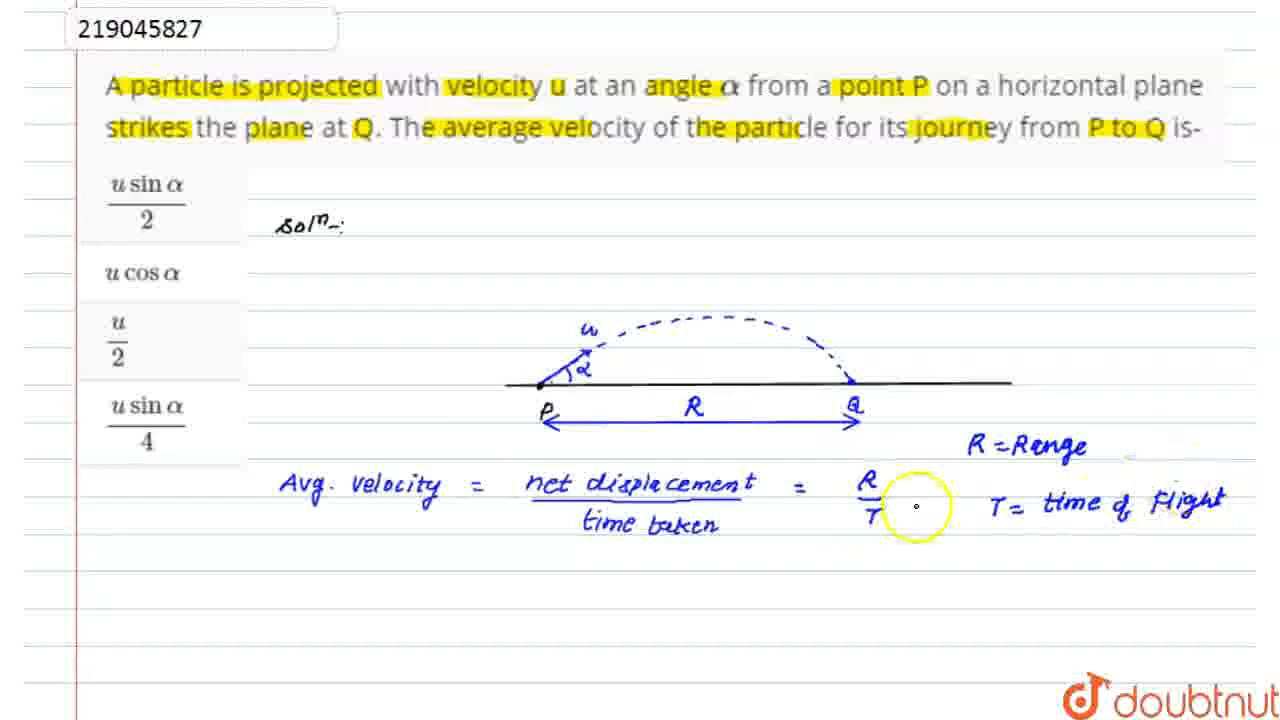 219045827
A particle is projected with velocity u at an angle α from a point P on a horizontal plane
strikes the plane at Q. The average velocity of the particle for its journey from P to Q is-
u sin α
2
Solⁿ-:
u cos α
u
2
u sin α
4
u
α
P
R
Q
R = Range
Avg. velocity = net displacement / time taken = R / T
T = time of flight
doubtnut